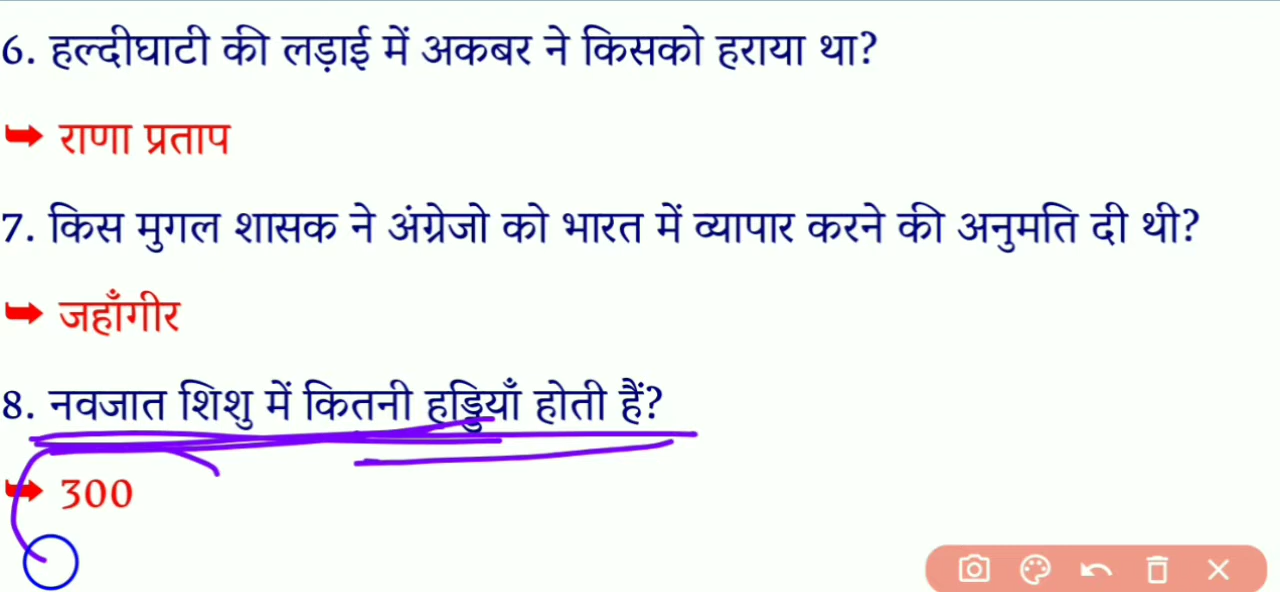 6. हल्दीघाटी की लड़ाई में अकबर ने किसको हराया था?
➥ राणा प्रताप
7. किस मुगल शासक ने अंग्रेजो को भारत में व्यापार करने की अनुमति दी थी?
➥ जहाँगीर
8. नवजात शिशु में कितनी हड्डियाँ होती हैं?
➥ 300